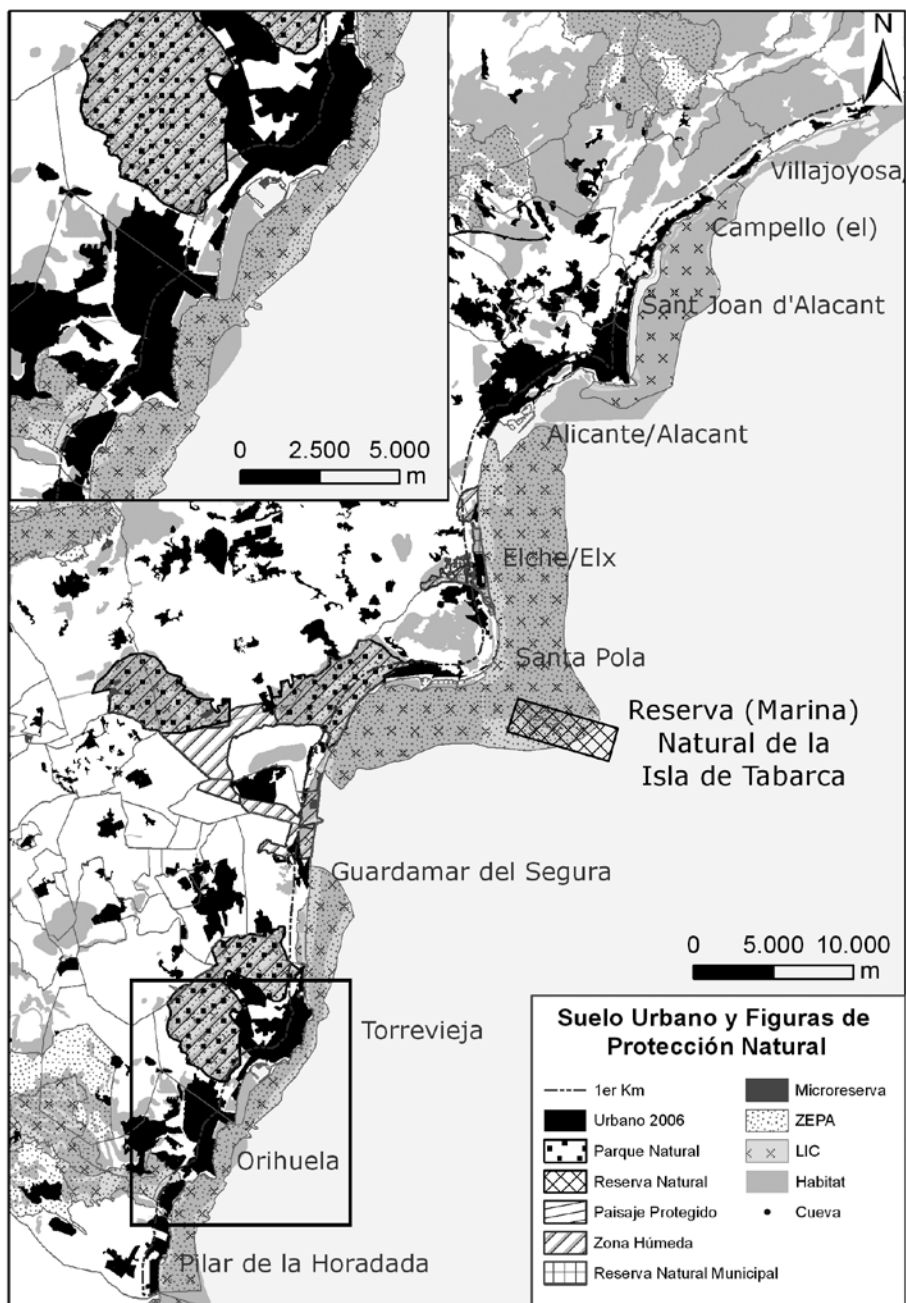 N
Villajoyosa
Campello (el)
Sant Joan d'Alacant
Alicante/Alacant
0 2.500 5.000
m
Elche/Elx
Santa Pola
Reserva (Marina)
Natural de la
Isla de Tabarca
Guardamar del Segura
0 5.000 10.000
m
Torrevieja
Orihuela
Pilar de la Horadada
Suelo Urbano y Figuras de
Protección Natural
1er Km
Urbano 2006
Parque Natural
Reserva Natural
Paisaje Protegido
Zona Húmeda
Reserva Natural Municipal
Microreserva
ZEPA
LIC
Habitat
Cueva